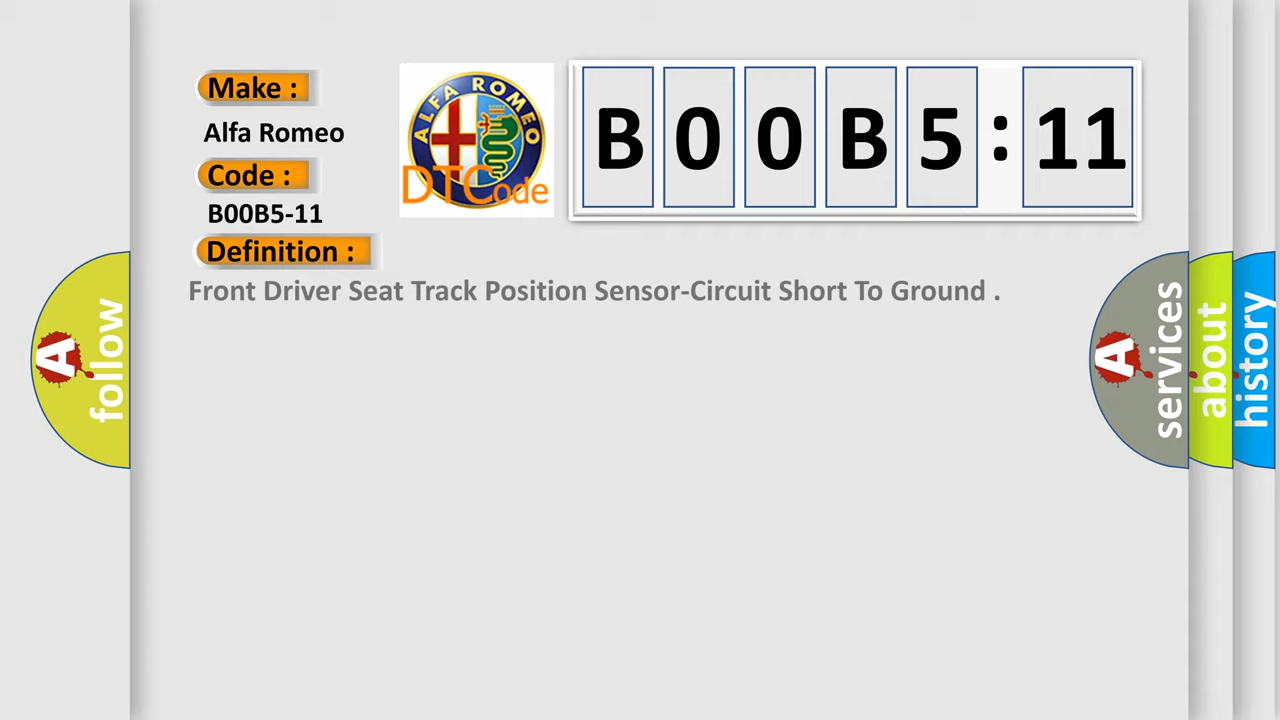 Make :
Alfa Romeo
Code :
B00B5-11
Definition :
Front Driver Seat Track Position Sensor-Circuit Short To Ground .
ALFA ROMEO
DTCode
B 0 0 B 5 : 11
A follow
A services
about
history